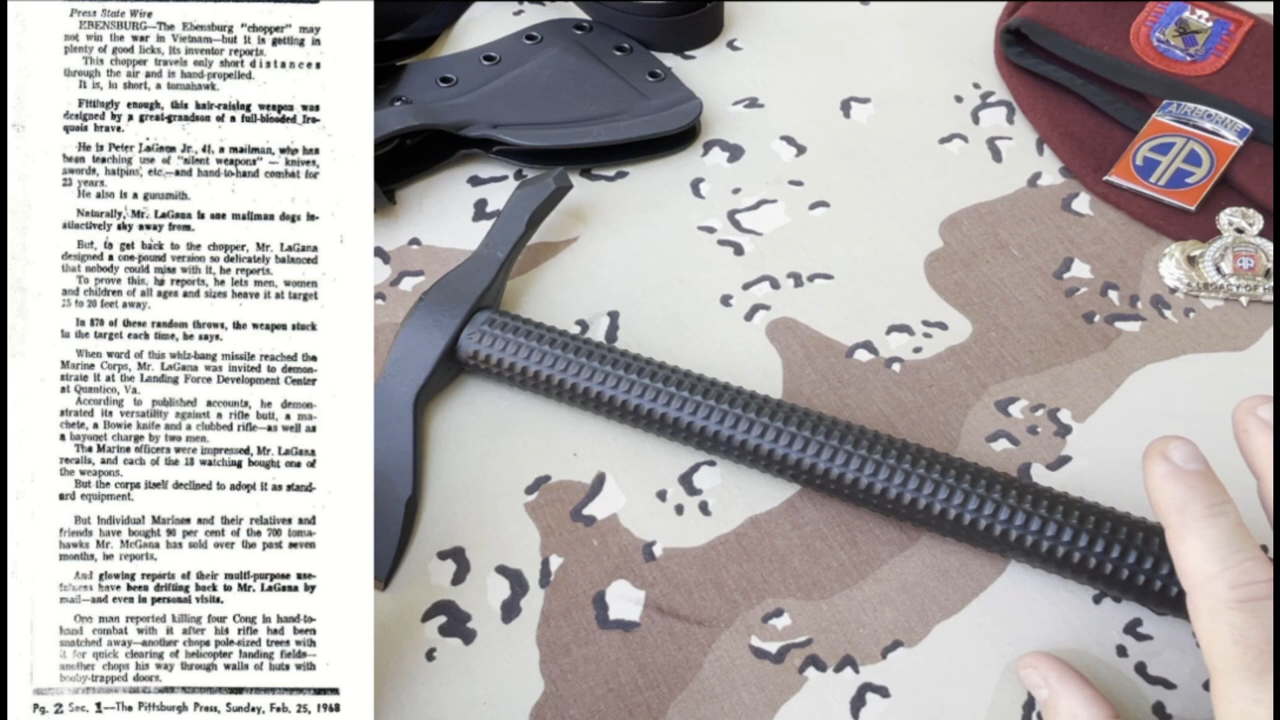 Press State Wire
EBENSBURG—The Ebensburg "chopper" may
not win the war in Vietnam—but it is getting in
plenty of good licks, its inventor reports.
This chopper travels only short distances
through the air and is hand-propelled.
It is, in short, a tomahawk.
Fittingly enough, this hair-raising weapon was
designed by a great-grandson of a full-blooded Iro-
quois brave.
He is Peter LaGana Jr., 41, a mailman, who has
been teaching use of "silent weapons" — knives,
swords, hatpins, etc.—and hand-to-hand combat for
23 years.
He also is a gunsmith.
Naturally, Mr. LaGana is one mailman dogs in-
stinctively shy away from.
But, to get back to the chopper, Mr. LaGana
designed a one-pound version so delicately balanced
that nobody could miss with it, he reports.
To prove this, he reports, he lets men, women
and children of all ages and sizes heave it at target
15 to 20 feet away.
In 870 of these random throws, the weapon stuck
in the target each time, he says.
When word of this whiz-bang missile reached the
Marine Corps, Mr. LaGana was invited to demon-
strate it at the Landing Force Development Center
at Quantico, Va.
According to published accounts, he demon-
strated its versatility against a rifle butt, a ma-
chete, a Bowie knife and a clubbed rifle—as well as
a bayonet charge by two men.
The Marine officers were impressed, Mr. LaGana
recalls, and each of the 18 watching bought one of
the weapons.
But the corps itself declined to adopt it as stand-
ard equipment.
But individual Marines and their relatives and
friends have bought 90 per cent of the 700 toma-
hawks Mr. McGana has sold over the past seven
months, he reports.
And glowing reports of their multi-purpose use-
fulness have been drifting back to Mr. LaGana by
mail—and even in personal visits.
One man reported killing four Cong in hand-to-
hand combat with it after his rifle had been
snatched away—another chops pole-sized trees with
it for quick clearing of helicopter landing fields—
another chops his way through walls of huts with
booby-trapped doors.
Pg. 2 Sec. 1—The Pittsburgh Press, Sunday, Feb. 25, 1968
AIRBORNE
AA
AA
LEGACY OF H